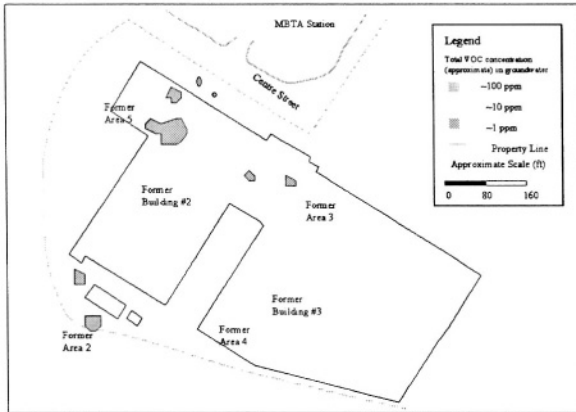 MBTA Station
Centre Street
Former
Area 5
Former
Building #2
Former
Area 3
Former
Building #3
Former
Area 4
Former
Area 2
Legend
Total VOC concentration
(approximate) in groundwater
~100 ppm
~10 ppm
~1 ppm
Property Line
Approximate Scale (ft)
0 80 160